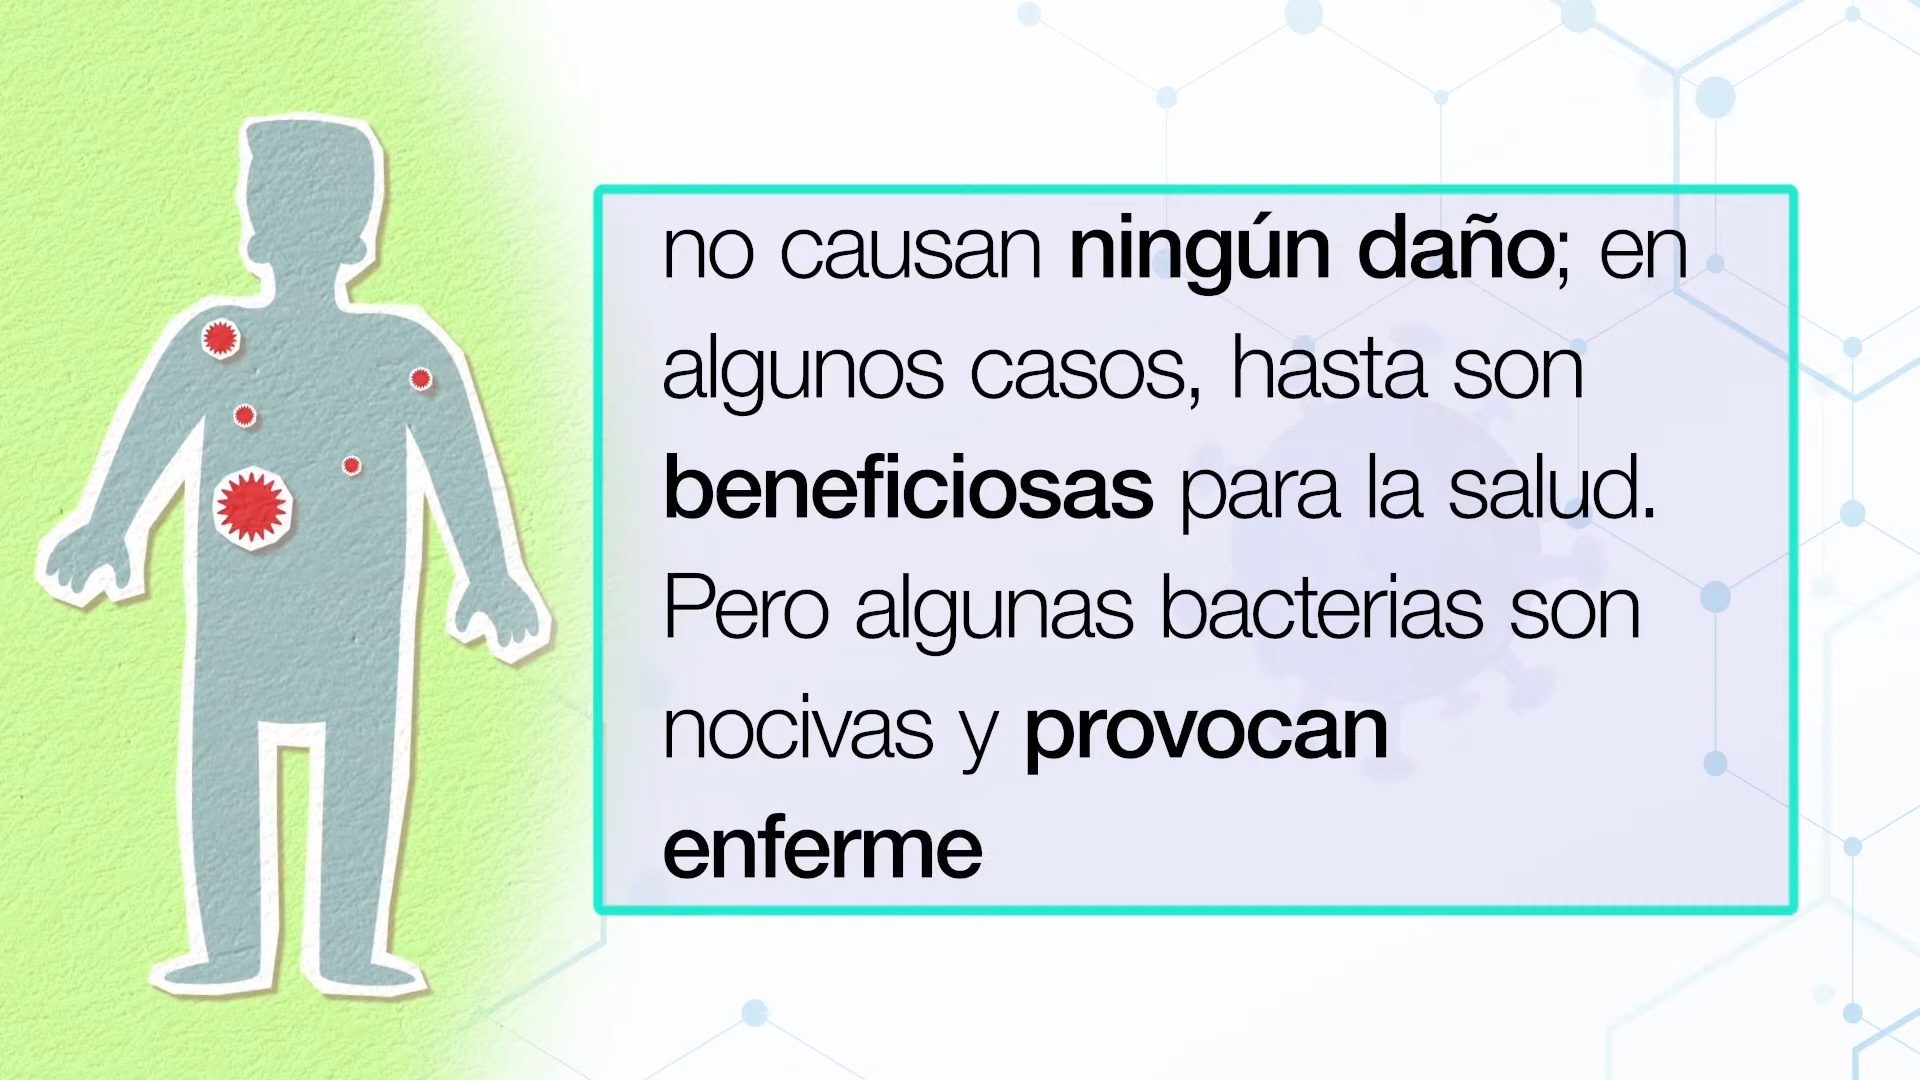 no causan ningún daño; en
algunos casos, hasta son
beneficiosas para la salud.
Pero algunas bacterias son
nocivas y provocan
enferme